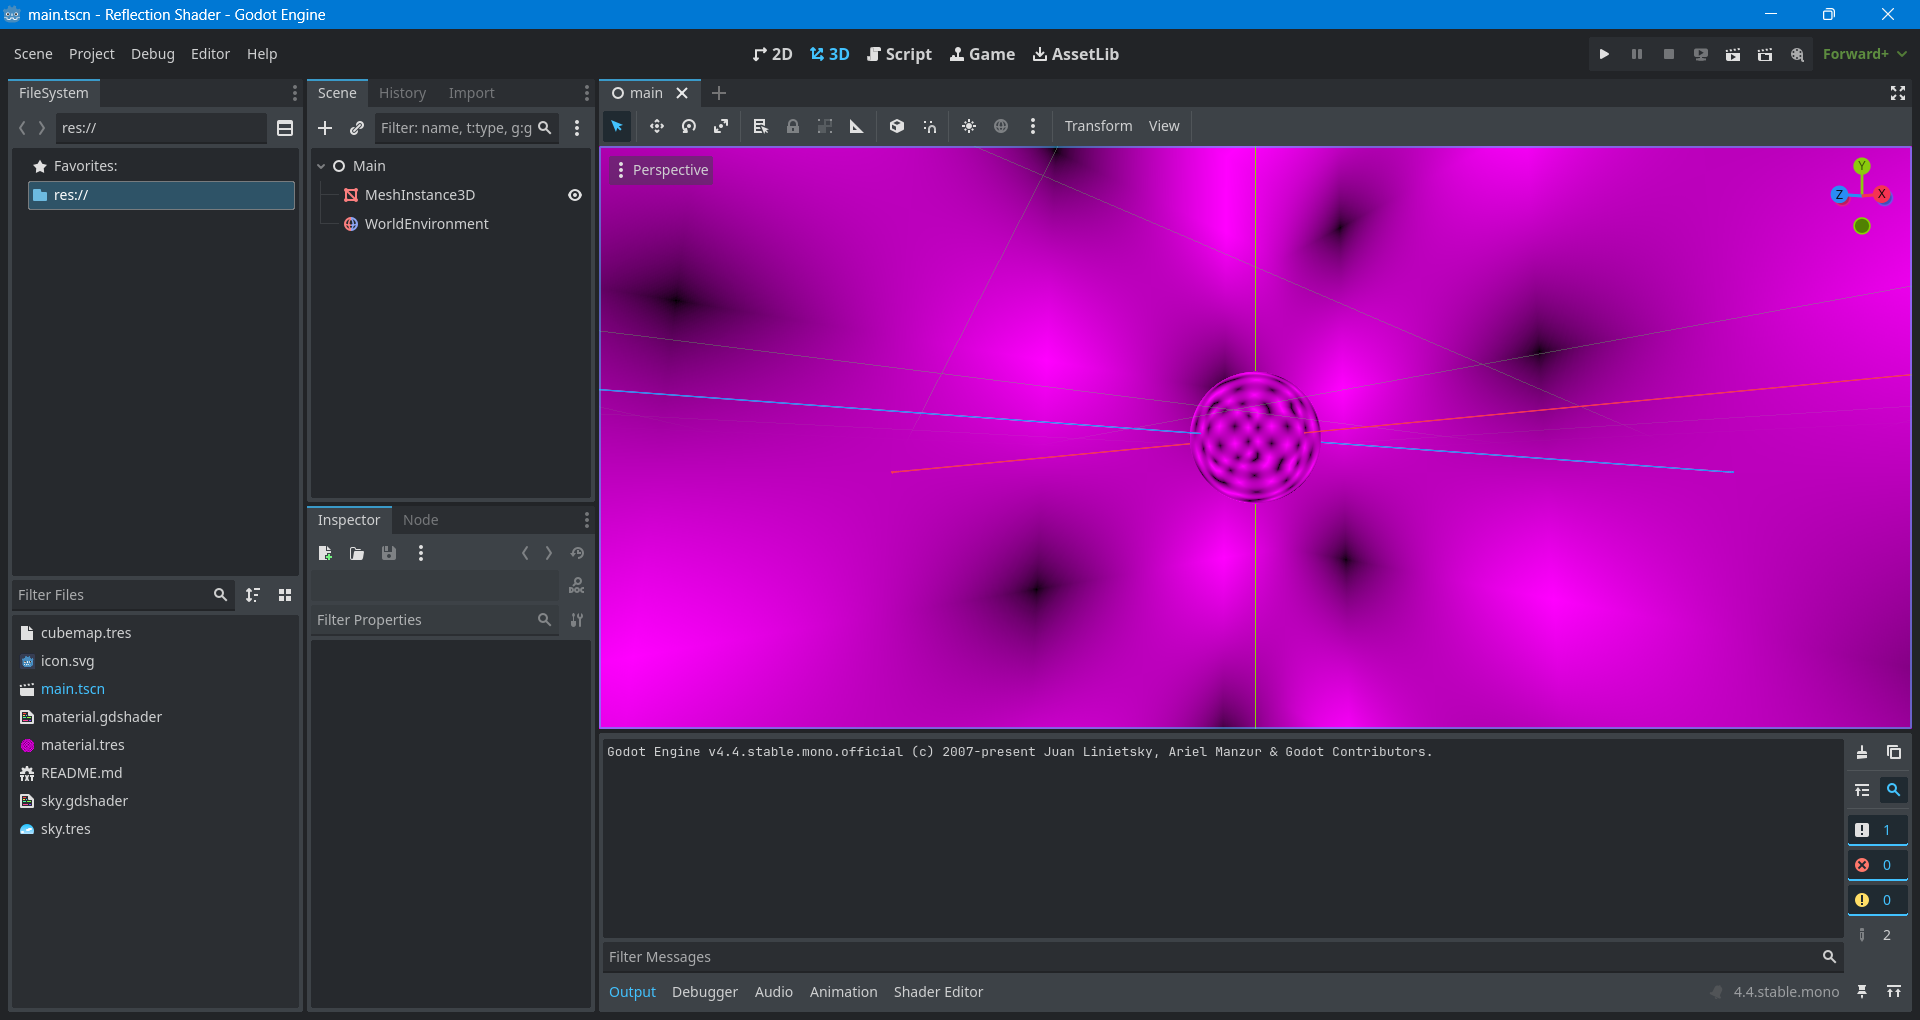 main.tscn - Reflection Shader - Godot Engine
Scene Project Debug Editor Help
2D 3D Script Game AssetLib
Forward+
FileSystem
res://
Favorites:
res://
Filter Files
cubemap.tres
icon.svg
main.tscn
material.gdshader
material.tres
README.md
sky.gdshader
sky.tres
Scene History Import
Filter: name, t:type, g:g
Main
MeshInstance3D
WorldEnvironment
Inspector Node
DOC
Filter Properties
main
Transform View
Perspective
Y
Z X
Godot Engine v4.4.stable.mono.official (c) 2007-present Juan Linietsky, Ariel Manzur & Godot Contributors.
1
0
0
2
Filter Messages
Output Debugger Audio Animation Shader Editor
4.4.stable.mono